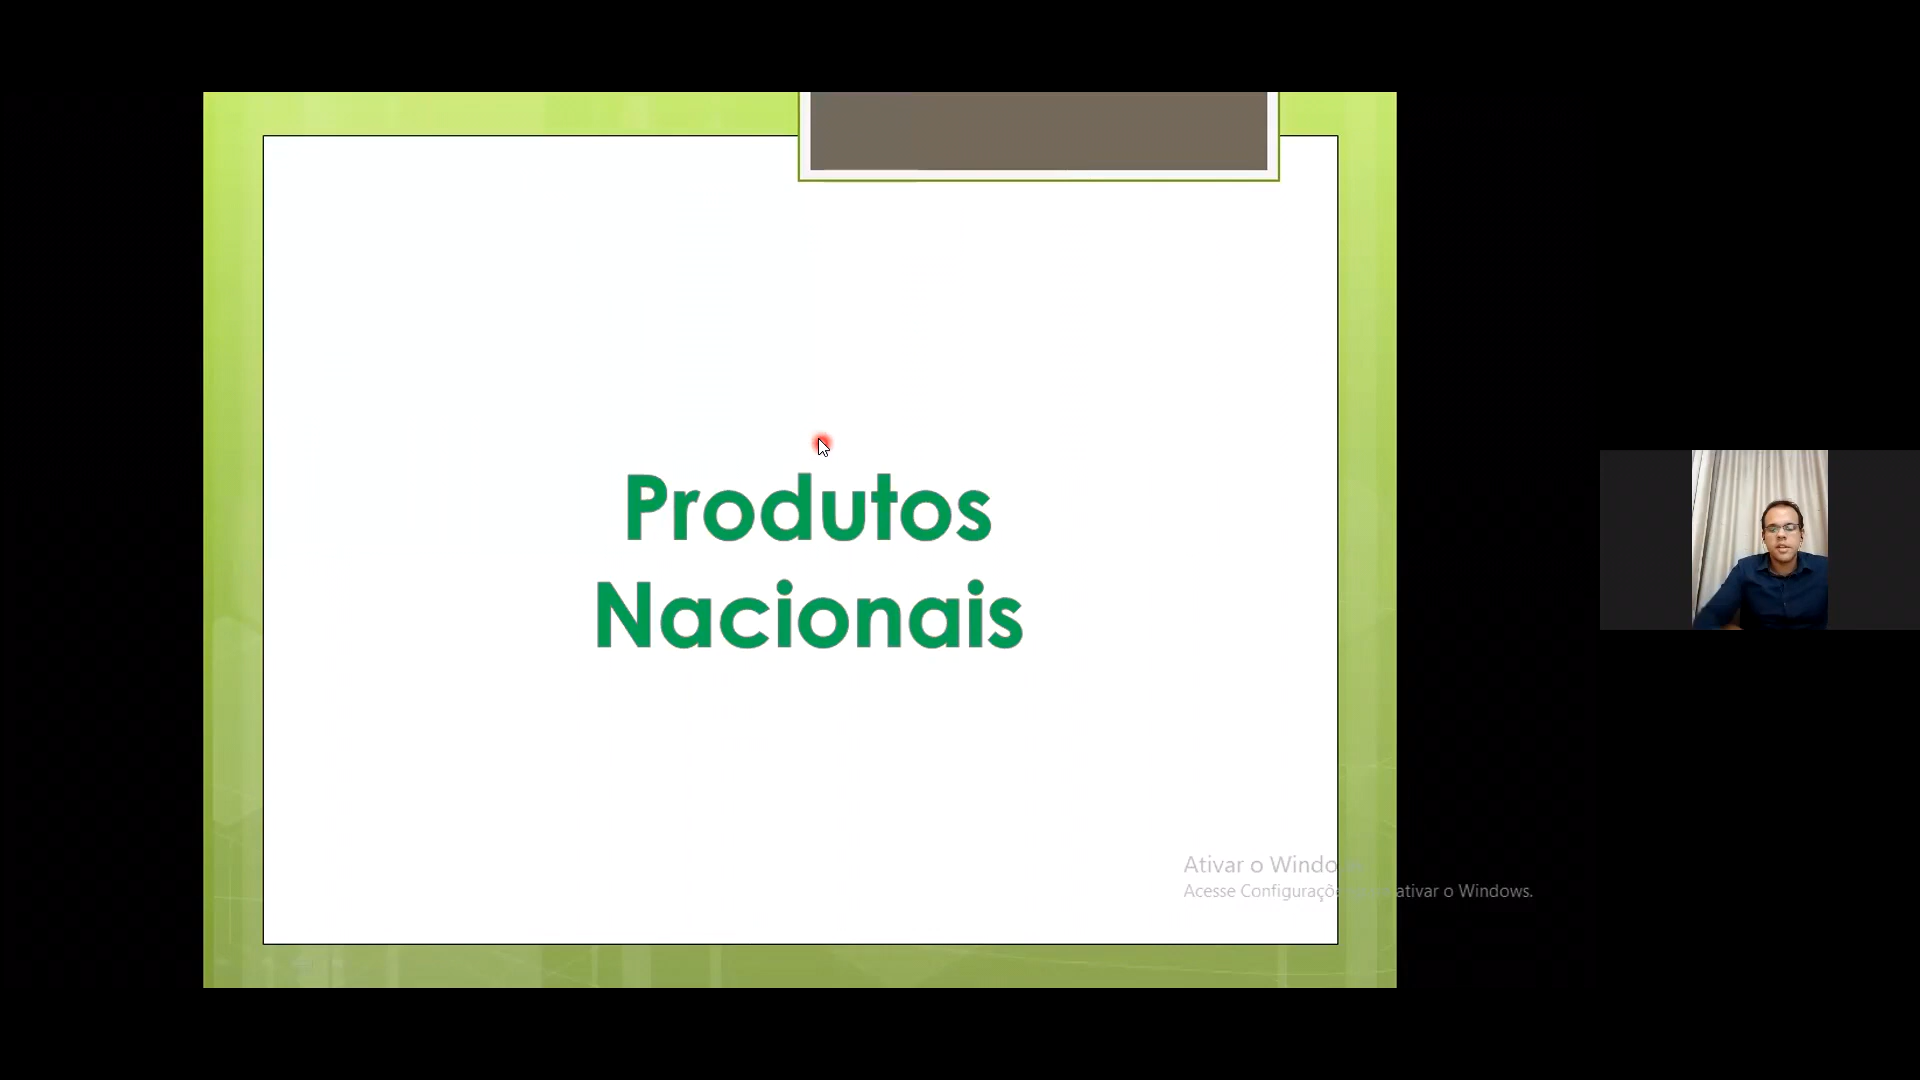 Produtos
Nacionais
Ativar o Windo
Acesse Configuraçõ ativar o Windows.